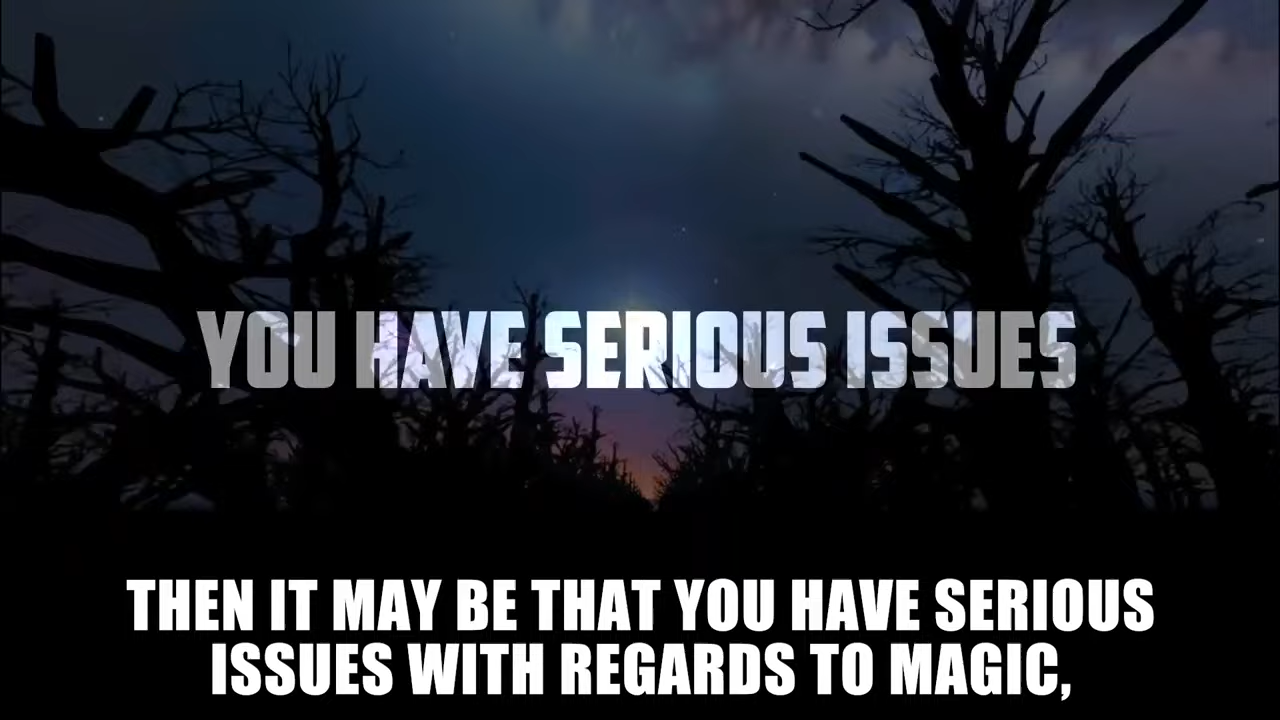 YOU HAVE SERIOUS ISSUES
THEN IT MAY BE THAT YOU HAVE SERIOUS
ISSUES WITH REGARDS TO MAGIC,